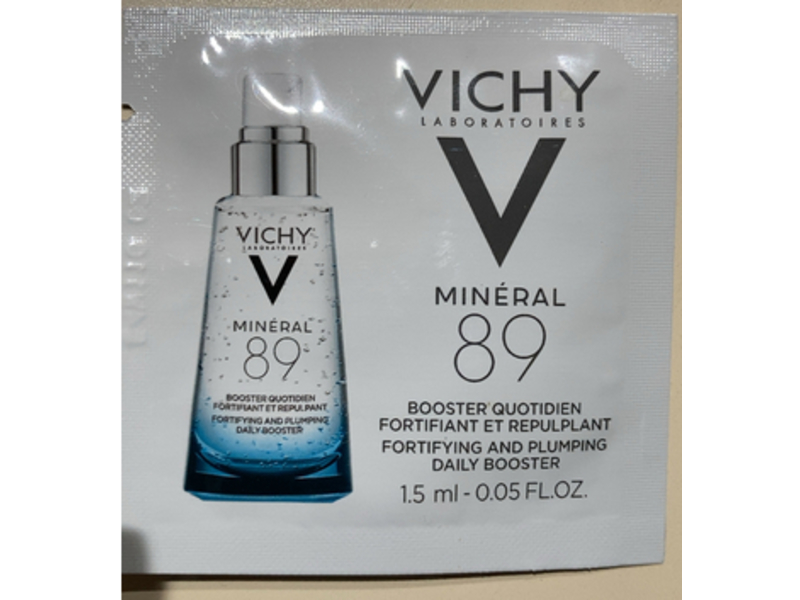 VICHY
LABORATOIRES
V
MINÉRAL
89
BOOSTER QUOTIDIEN
FORTIFIANT ET REPULPANT
FORTIFYING AND PLUMPING
DAILY BOOSTER
VICHY
LABORATOIRES
V
MINÉRAL
89
BOOSTER QUOTIDIEN
FORTIFIANT ET REPULPLANT
FORTIFYING AND PLUMPING
DAILY BOOSTER
1.5 ml - 0.05 FL.OZ.